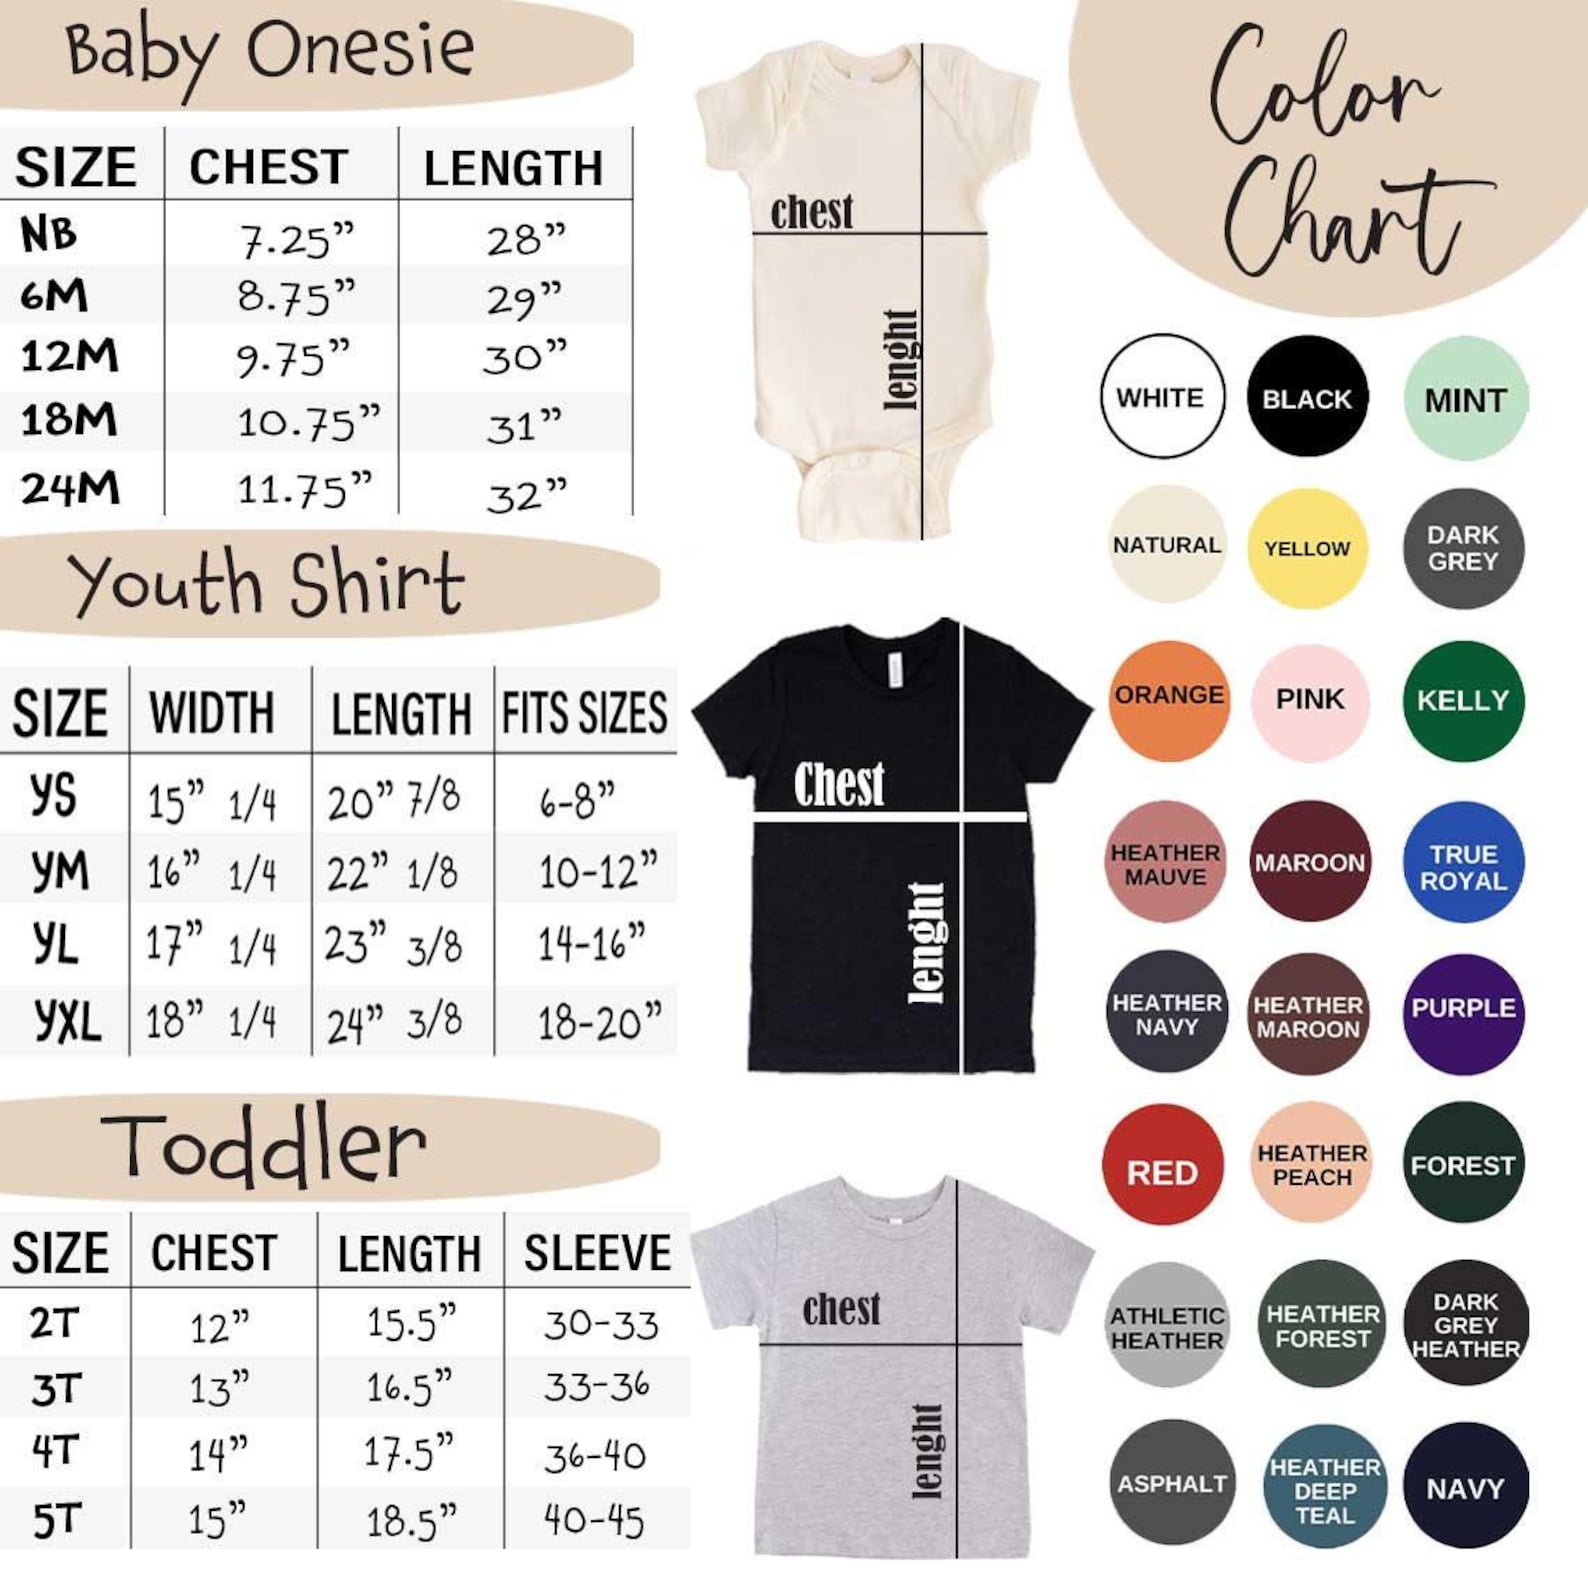 Baby Onesie
SIZE CHEST LENGTH
NB 7.25” 28”
6M 8.75” 29”
12M 9.75” 30”
18M 10.75” 31”
24M 11.75” 32”
chest
lenght
Youth Shirt
SIZE WIDTH LENGTH FITS SIZES
YS 15” 1/4 20” 7/8 6-8”
YM 16” 1/4 22” 1/8 10-12”
YL 17” 1/4 23” 3/8 14-16”
YXL 18” 1/4 24” 3/8 18-20”
Chest
lenght
Toddler
SIZE CHEST LENGTH SLEEVE
2T 12” 15.5” 30-33
3T 13” 16.5” 33-36
4T 14” 17.5” 36-40
5T 15” 18.5” 40-45
chest
lenght
Color
Chart
WHITE
BLACK
MINT
NATURAL
YELLOW
DARK
GREY
ORANGE
PINK
KELLY
HEATHER
MAUVE
MAROON
TRUE
ROYAL
HEATHER
NAVY
HEATHER
MAROON
PURPLE
RED
HEATHER
PEACH
FOREST
ATHLETIC
HEATHER
HEATHER
FOREST
DARK
GREY
HEATHER
ASPHALT
HEATHER
DEEP
TEAL
NAVY